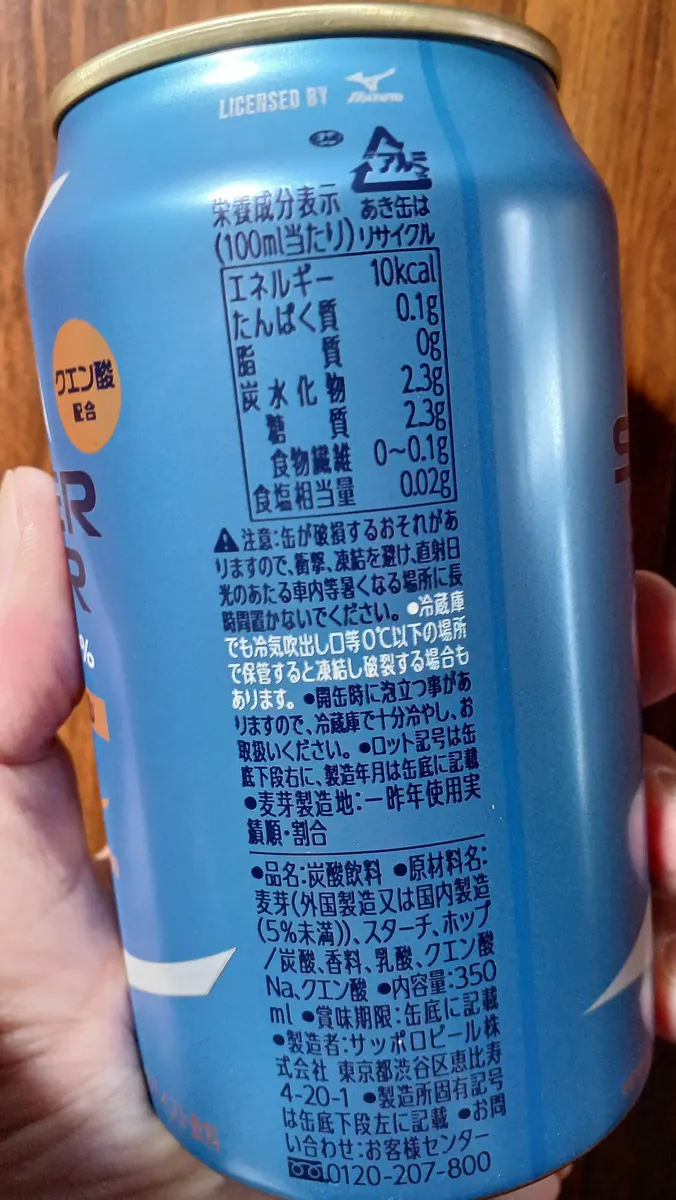 LICENSED BY
MIZUNO
アルミ
あき缶は
リサイクル
栄養成分表示
(100ml当たり)
エネルギー 10kcal
たんぱく質 0.1g
脂質 0g
炭水化物 2.3g
糖質 2.3g
食物繊維 0~0.1g
食塩相当量 0.02g
クエン酸
配合
ER
R
%
注意:缶が破損するおそれがあ
りますので、衝撃、凍結を避け、直射日
光のあたる車内等暑くなる場所に長
時間置かないでください。●冷蔵庫
でも冷気吹出し口等0℃以下の場所
で保管すると凍結し破裂する場合も
あります。●開缶時に泡立つ事があ
りますので、冷蔵庫で十分冷やし、お
取扱いください。●ロット記号は缶
底下段右に、製造年月は缶底に記載
●麦芽製造地:一昨年使用実
績順・割合
●品名:炭酸飲料 ●原材料名:
麦芽(外国製造又は国内製造
(5%未満))、スターチ、ホップ
/炭酸、香料、乳酸、クエン酸
Na、クエン酸 ●内容量:350
ml ●賞味期限:缶底に記載
●製造者:サッポロビール株
式会社 東京都渋谷区恵比寿
4-20-1 ●製造所固有記号
は缶底下段左に記載 ●お問
い合わせ:お客様センター
0120-207-800